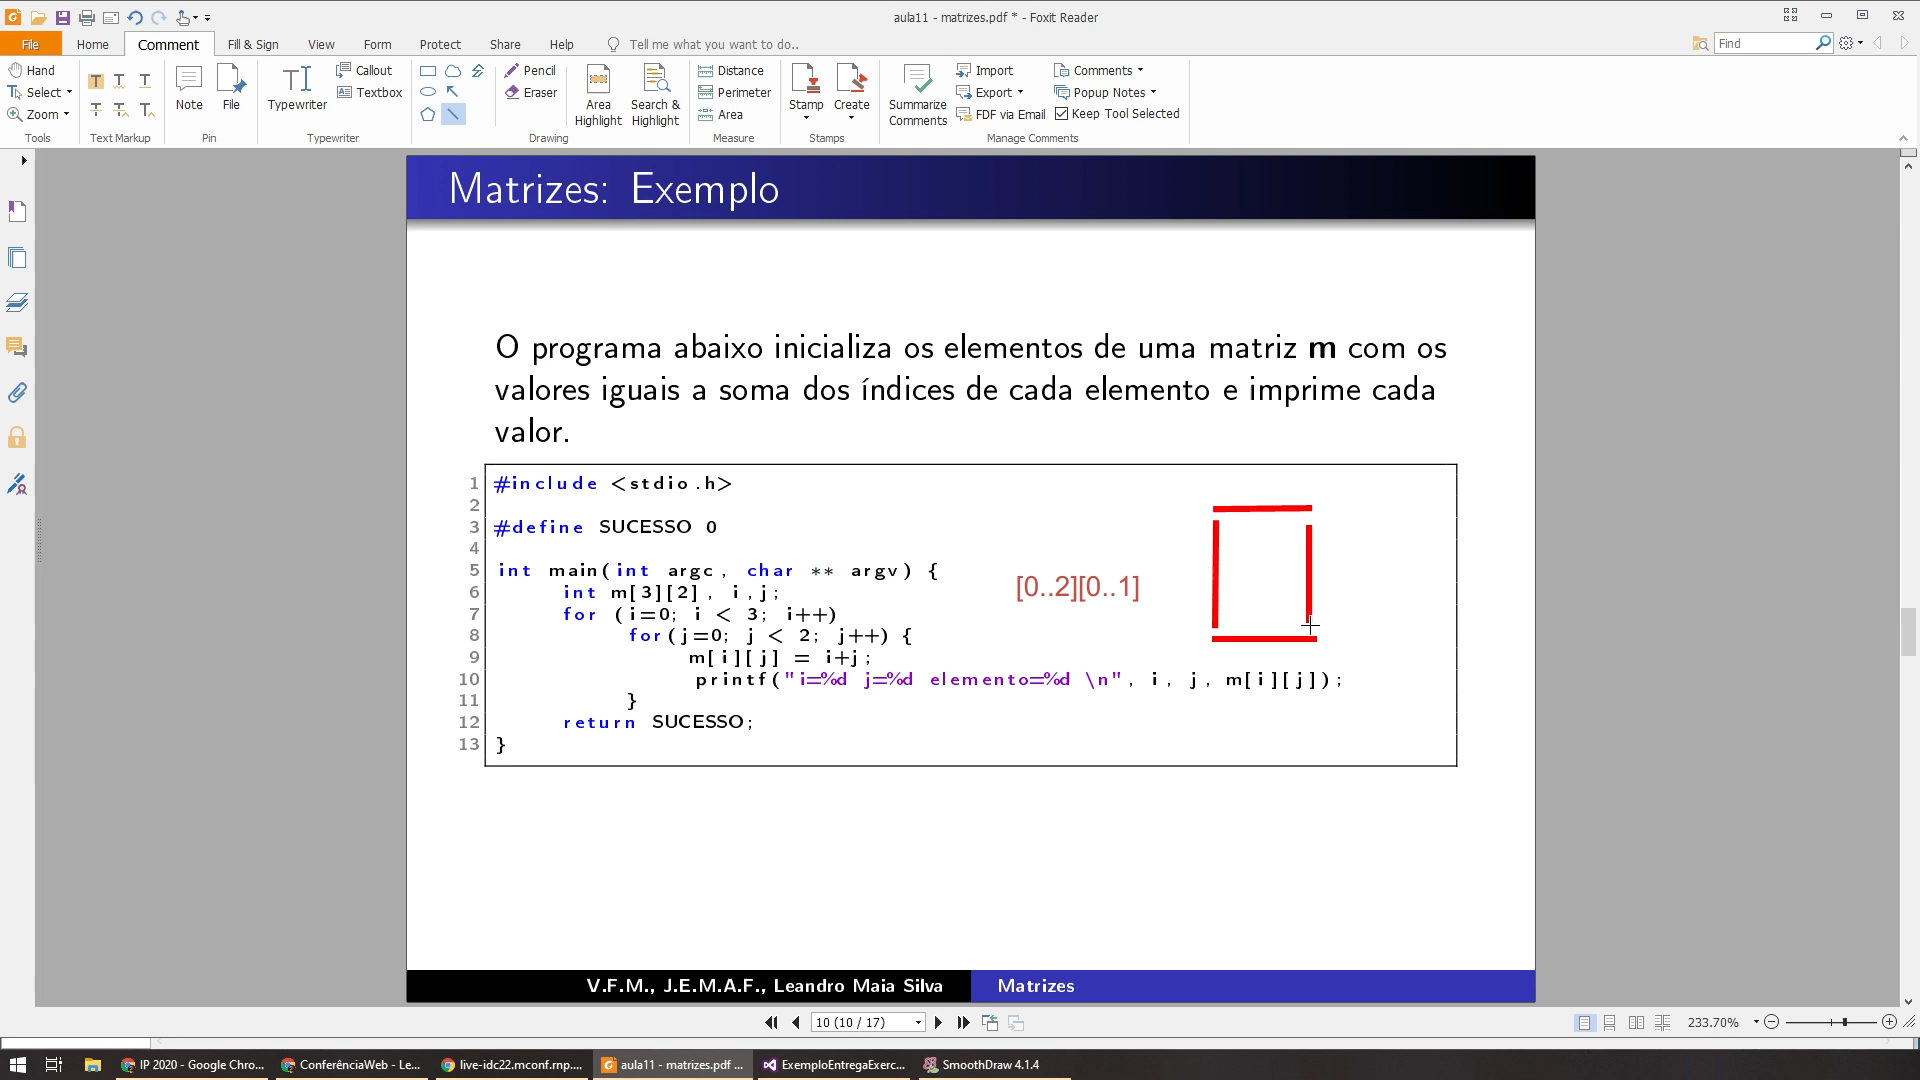 aula11 - matrizes.pdf * - Foxit Reader
File Home Comment Fill & Sign View Form Protect Share Help Tell me what you want to do.. Find
Hand
Select
Zoom
Tools
Text Markup
Note
File
Pin
Typewriter
Callout
Textbox
Typewriter
Pencil
Eraser
Drawing
Area
Highlight
Search &
Highlight
Distance
Perimeter
Area
Measure
Stamp
Create
Stamps
Summarize
Comments
Import
Export
FDF via Email
Comments
Popup Notes
Keep Tool Selected
Manage Comments
Matrizes: Exemplo
O programa abaixo inicializa os elementos de uma matriz m com os
valores iguais a soma dos índices de cada elemento e imprime cada
valor.
1 #include <stdio.h>
2
3 #define SUCESSO 0
4
5 int main(int argc, char ** argv) {
6 int m[3][2], i,j;
7 for (i=0; i < 3; i++)
8 for(j=0; j < 2; j++) {
9 m[i][j] = i+j;
10 printf("i=%d j=%d elemento=%d \n", i, j, m[i][j]);
11 }
12 return SUCESSO;
13 }
[0..2][0..1]
V.F.M., J.E.M.A.F., Leandro Maia Silva Matrizes
10 (10 / 17) 233.70%
IP 2020 - Google Chro... ConferênciaWeb - Le... live-idc22.mconf.rnp.... aula11 - matrizes.pdf ... ExemploEntregaExerc... SmoothDraw 4.1.4